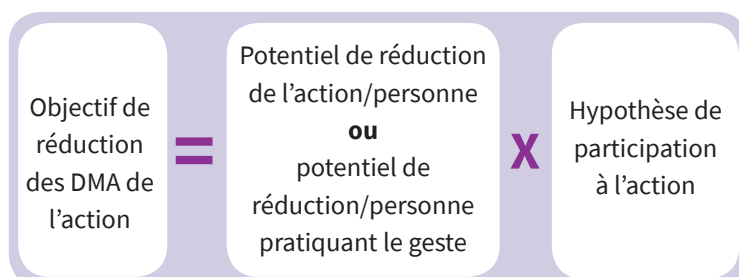 Objectif de
réduction
des DMA de
l'action
=
Potentiel de réduction
de l'action/personne
ou
potentiel de
réduction/personne
pratiquant le geste
X
Hypothèse de
participation
à l'action